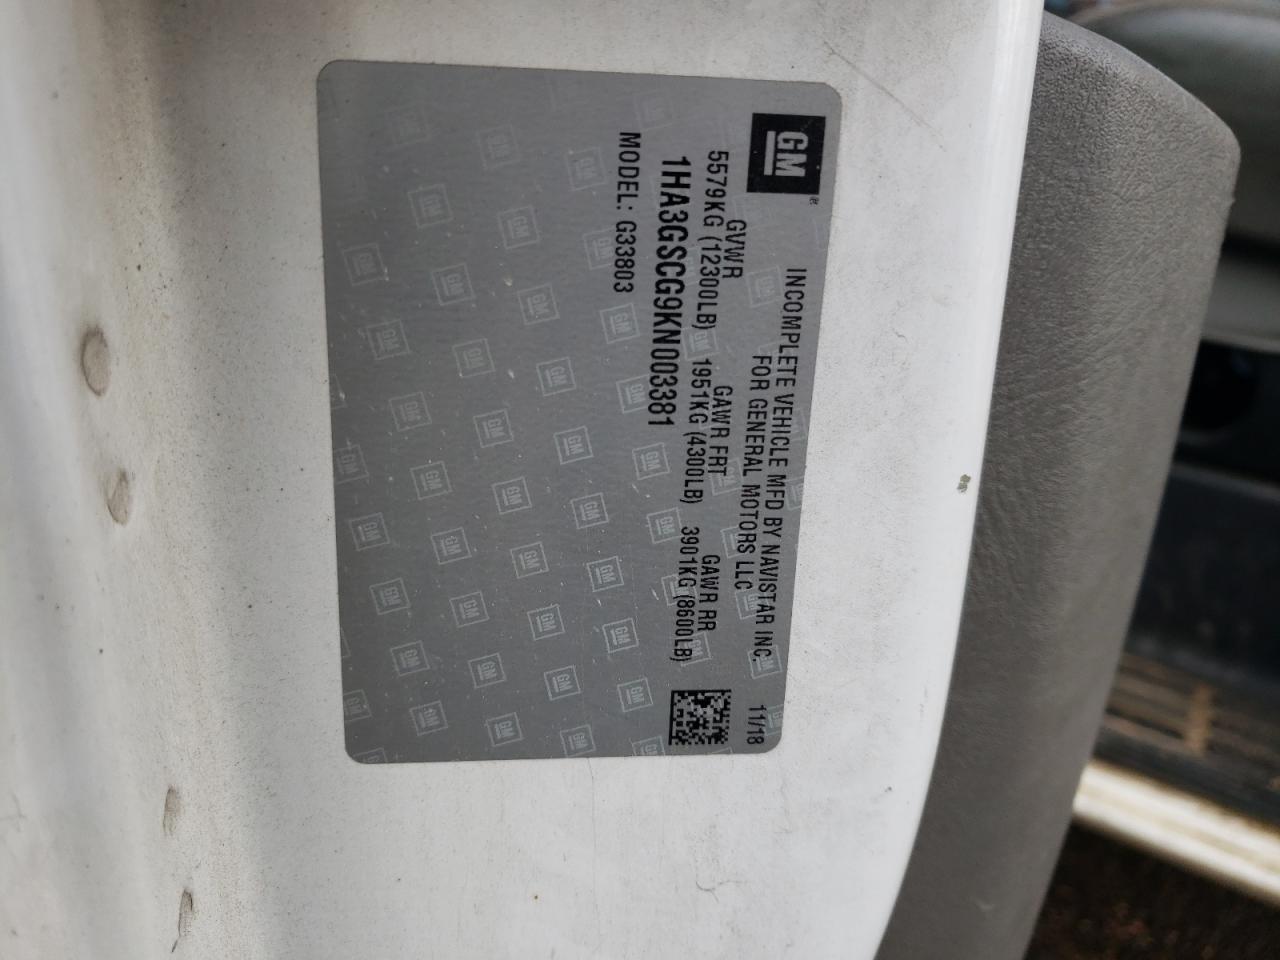 GM®
INCOMPLETE VEHICLE MFD BY NAVISTAR INC. 11/18
FOR GENERAL MOTORS LLC
GVWR GAWR FRT GAWR RR
5579KG (12300LB) 1951KG (4300LB) 3901KG (8600LB)
1HA3GSCG9KN003381
MODEL: G33803